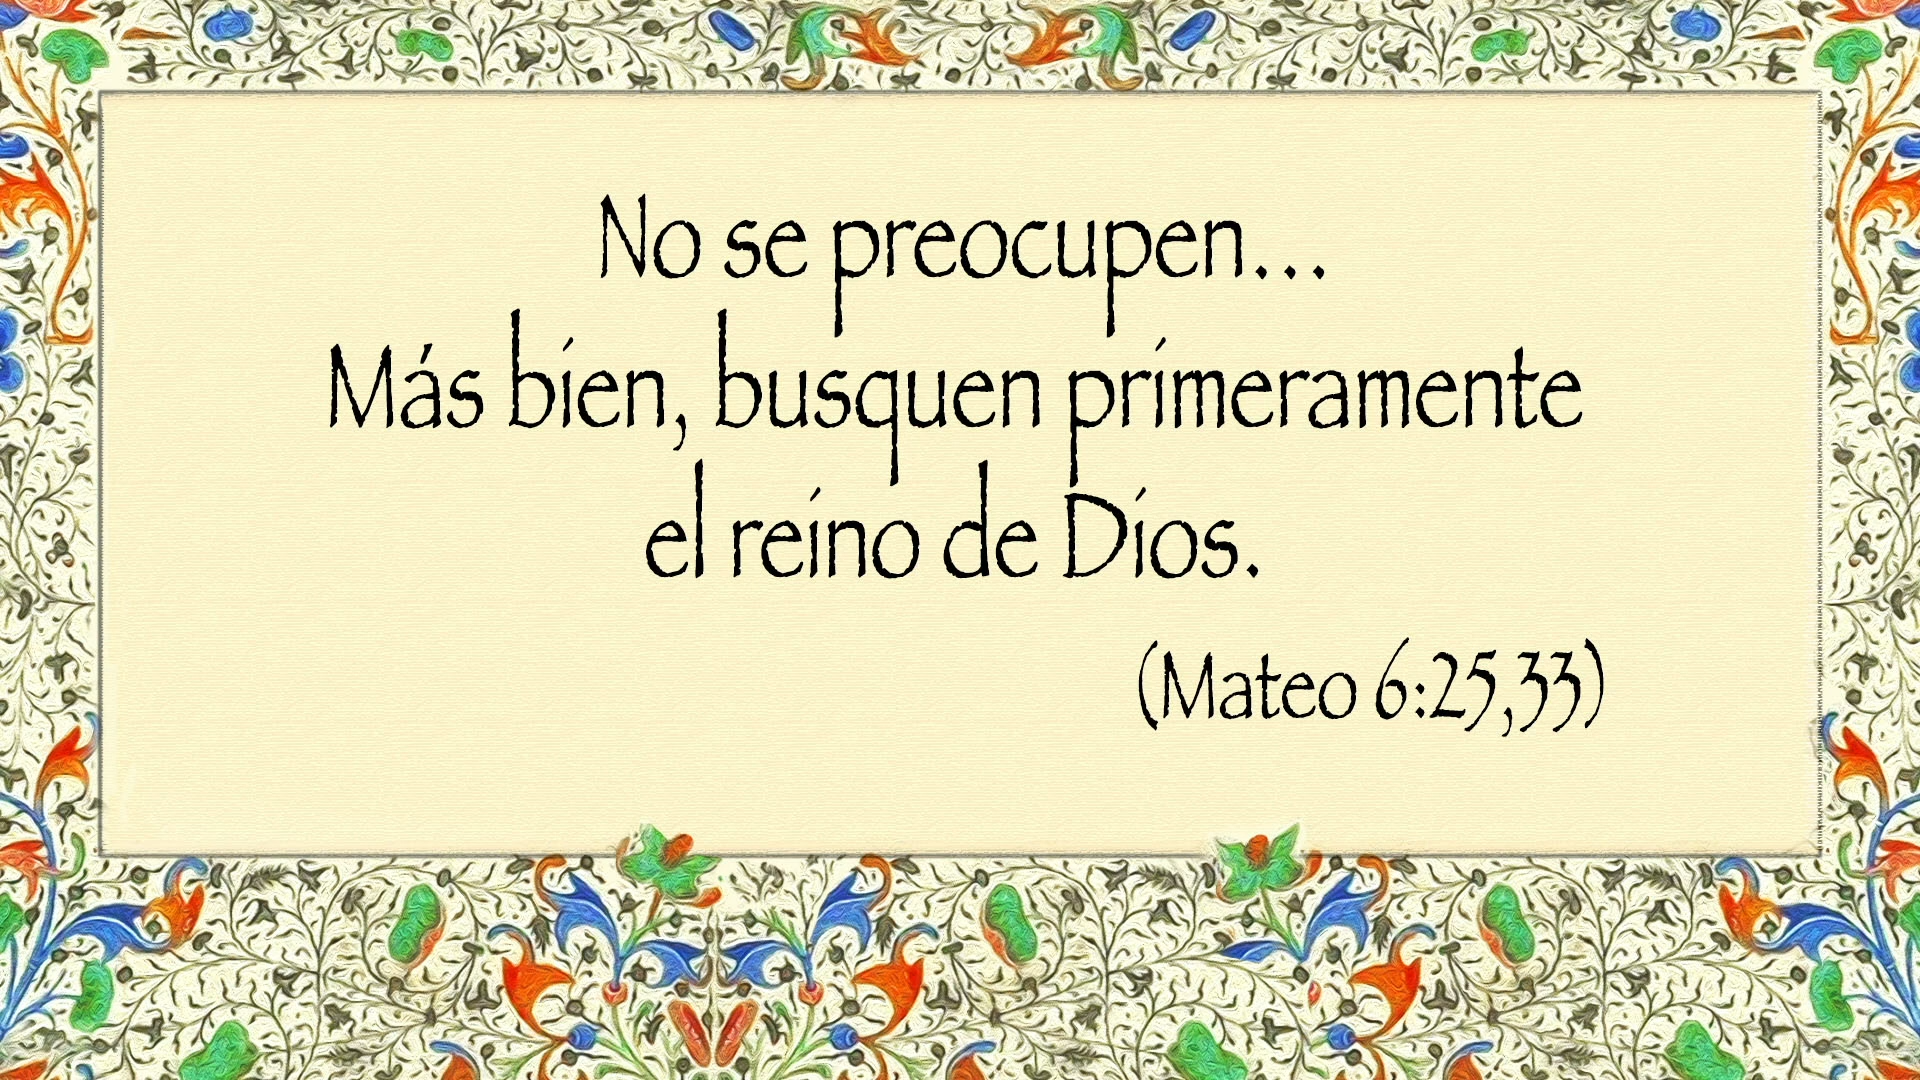 No se preocupen...
Más bien, busquen primeramente
el reino de Dios.
(Mateo 6:25,33)